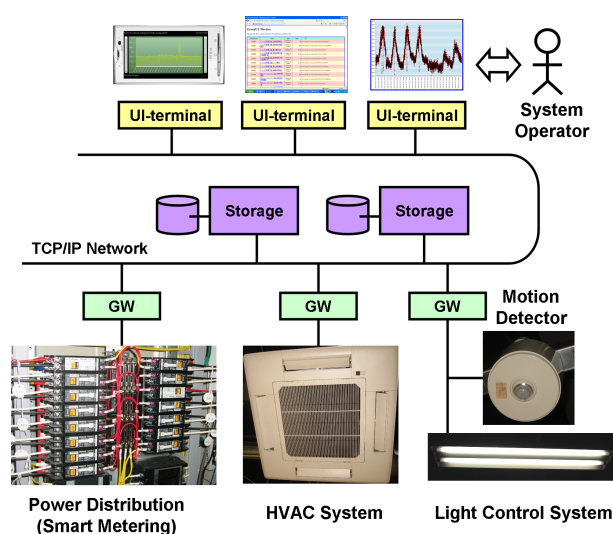 UI-terminal
UI-terminal
UI-terminal
System
Operator
Storage
Storage
TCP/IP Network
GW
GW
GW
Motion
Detector
Power Distribution
(Smart Metering)
HVAC System
Light Control System